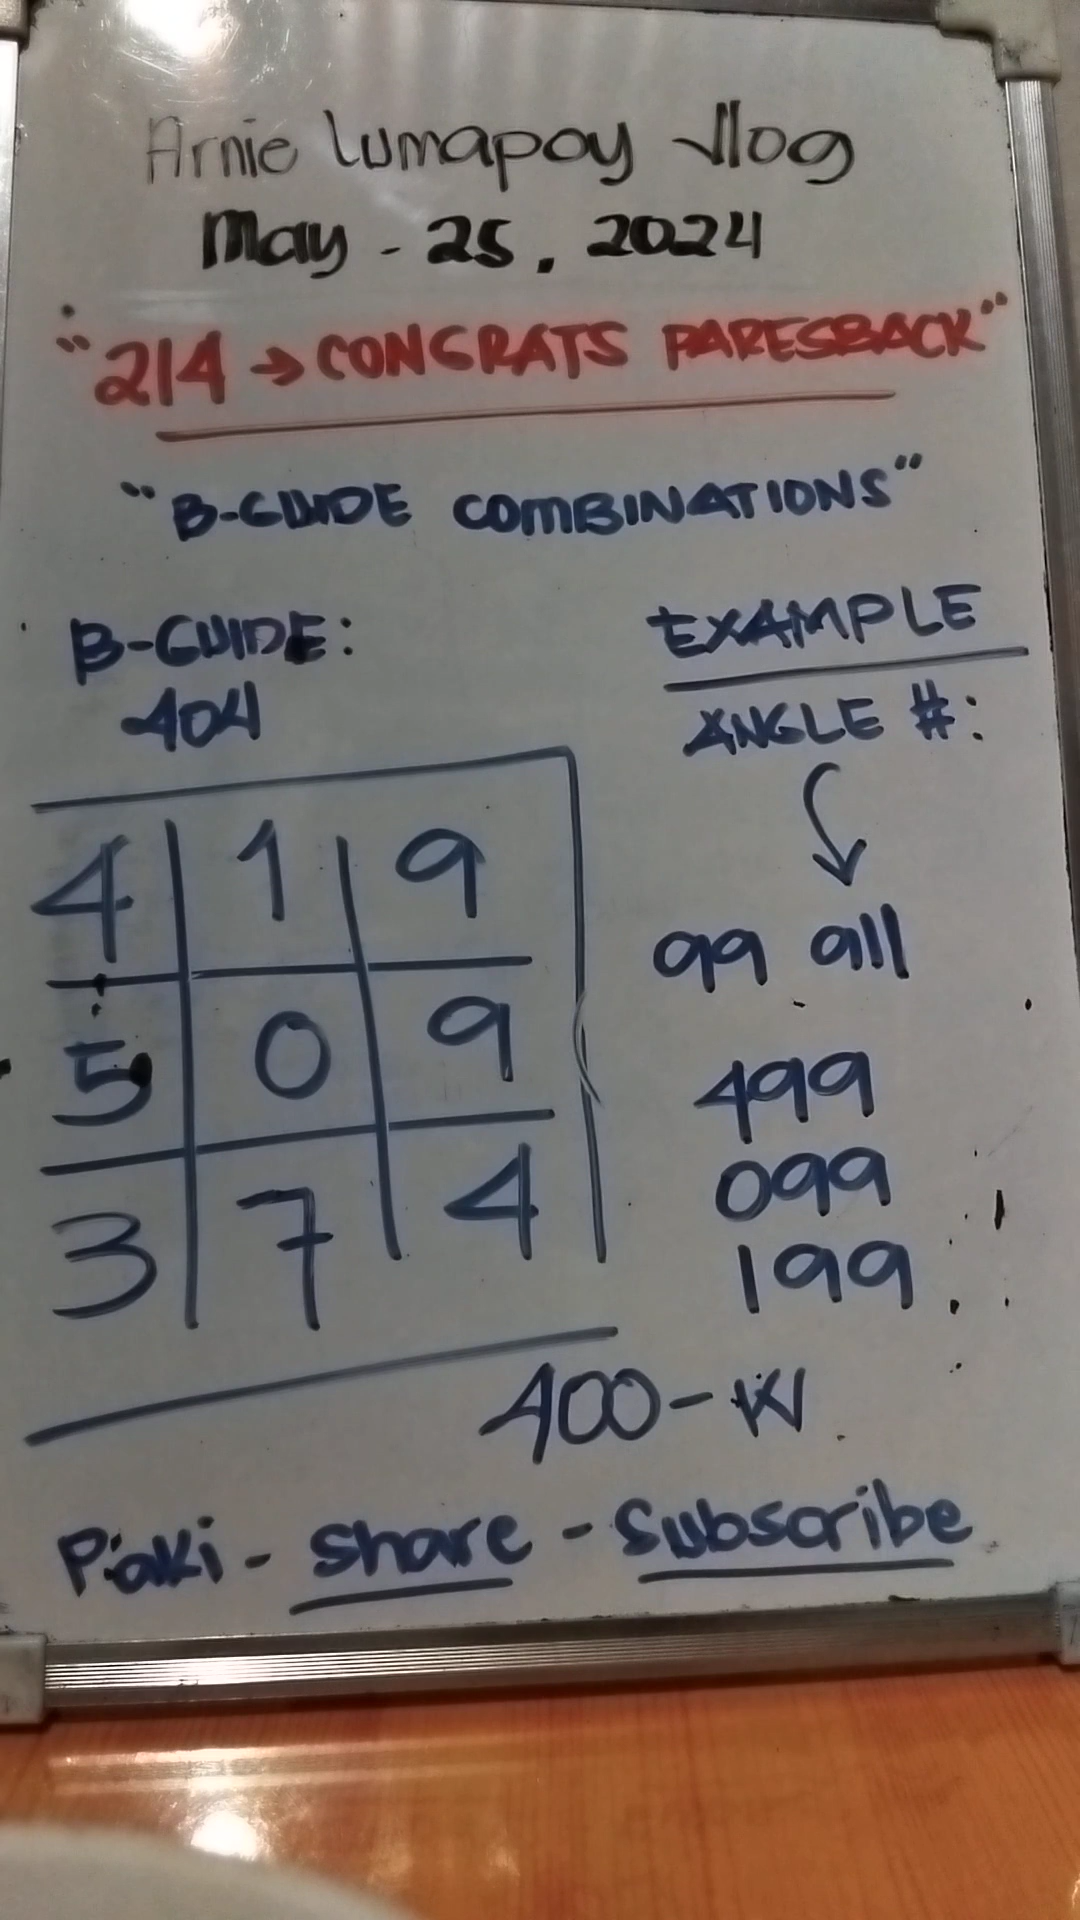 Arnie Lumapoy Vlog
May - 25, 2024
"214 → CONGRATS PARESBACK"
"B-GUIDE COMBINATIONS"
B-GUIDE:
404
4 1 9
5 0 9
3 7 4
EXAMPLE
ANGLE #:
99 all
499
099
199
400-W
Paki - Share - Subscribe